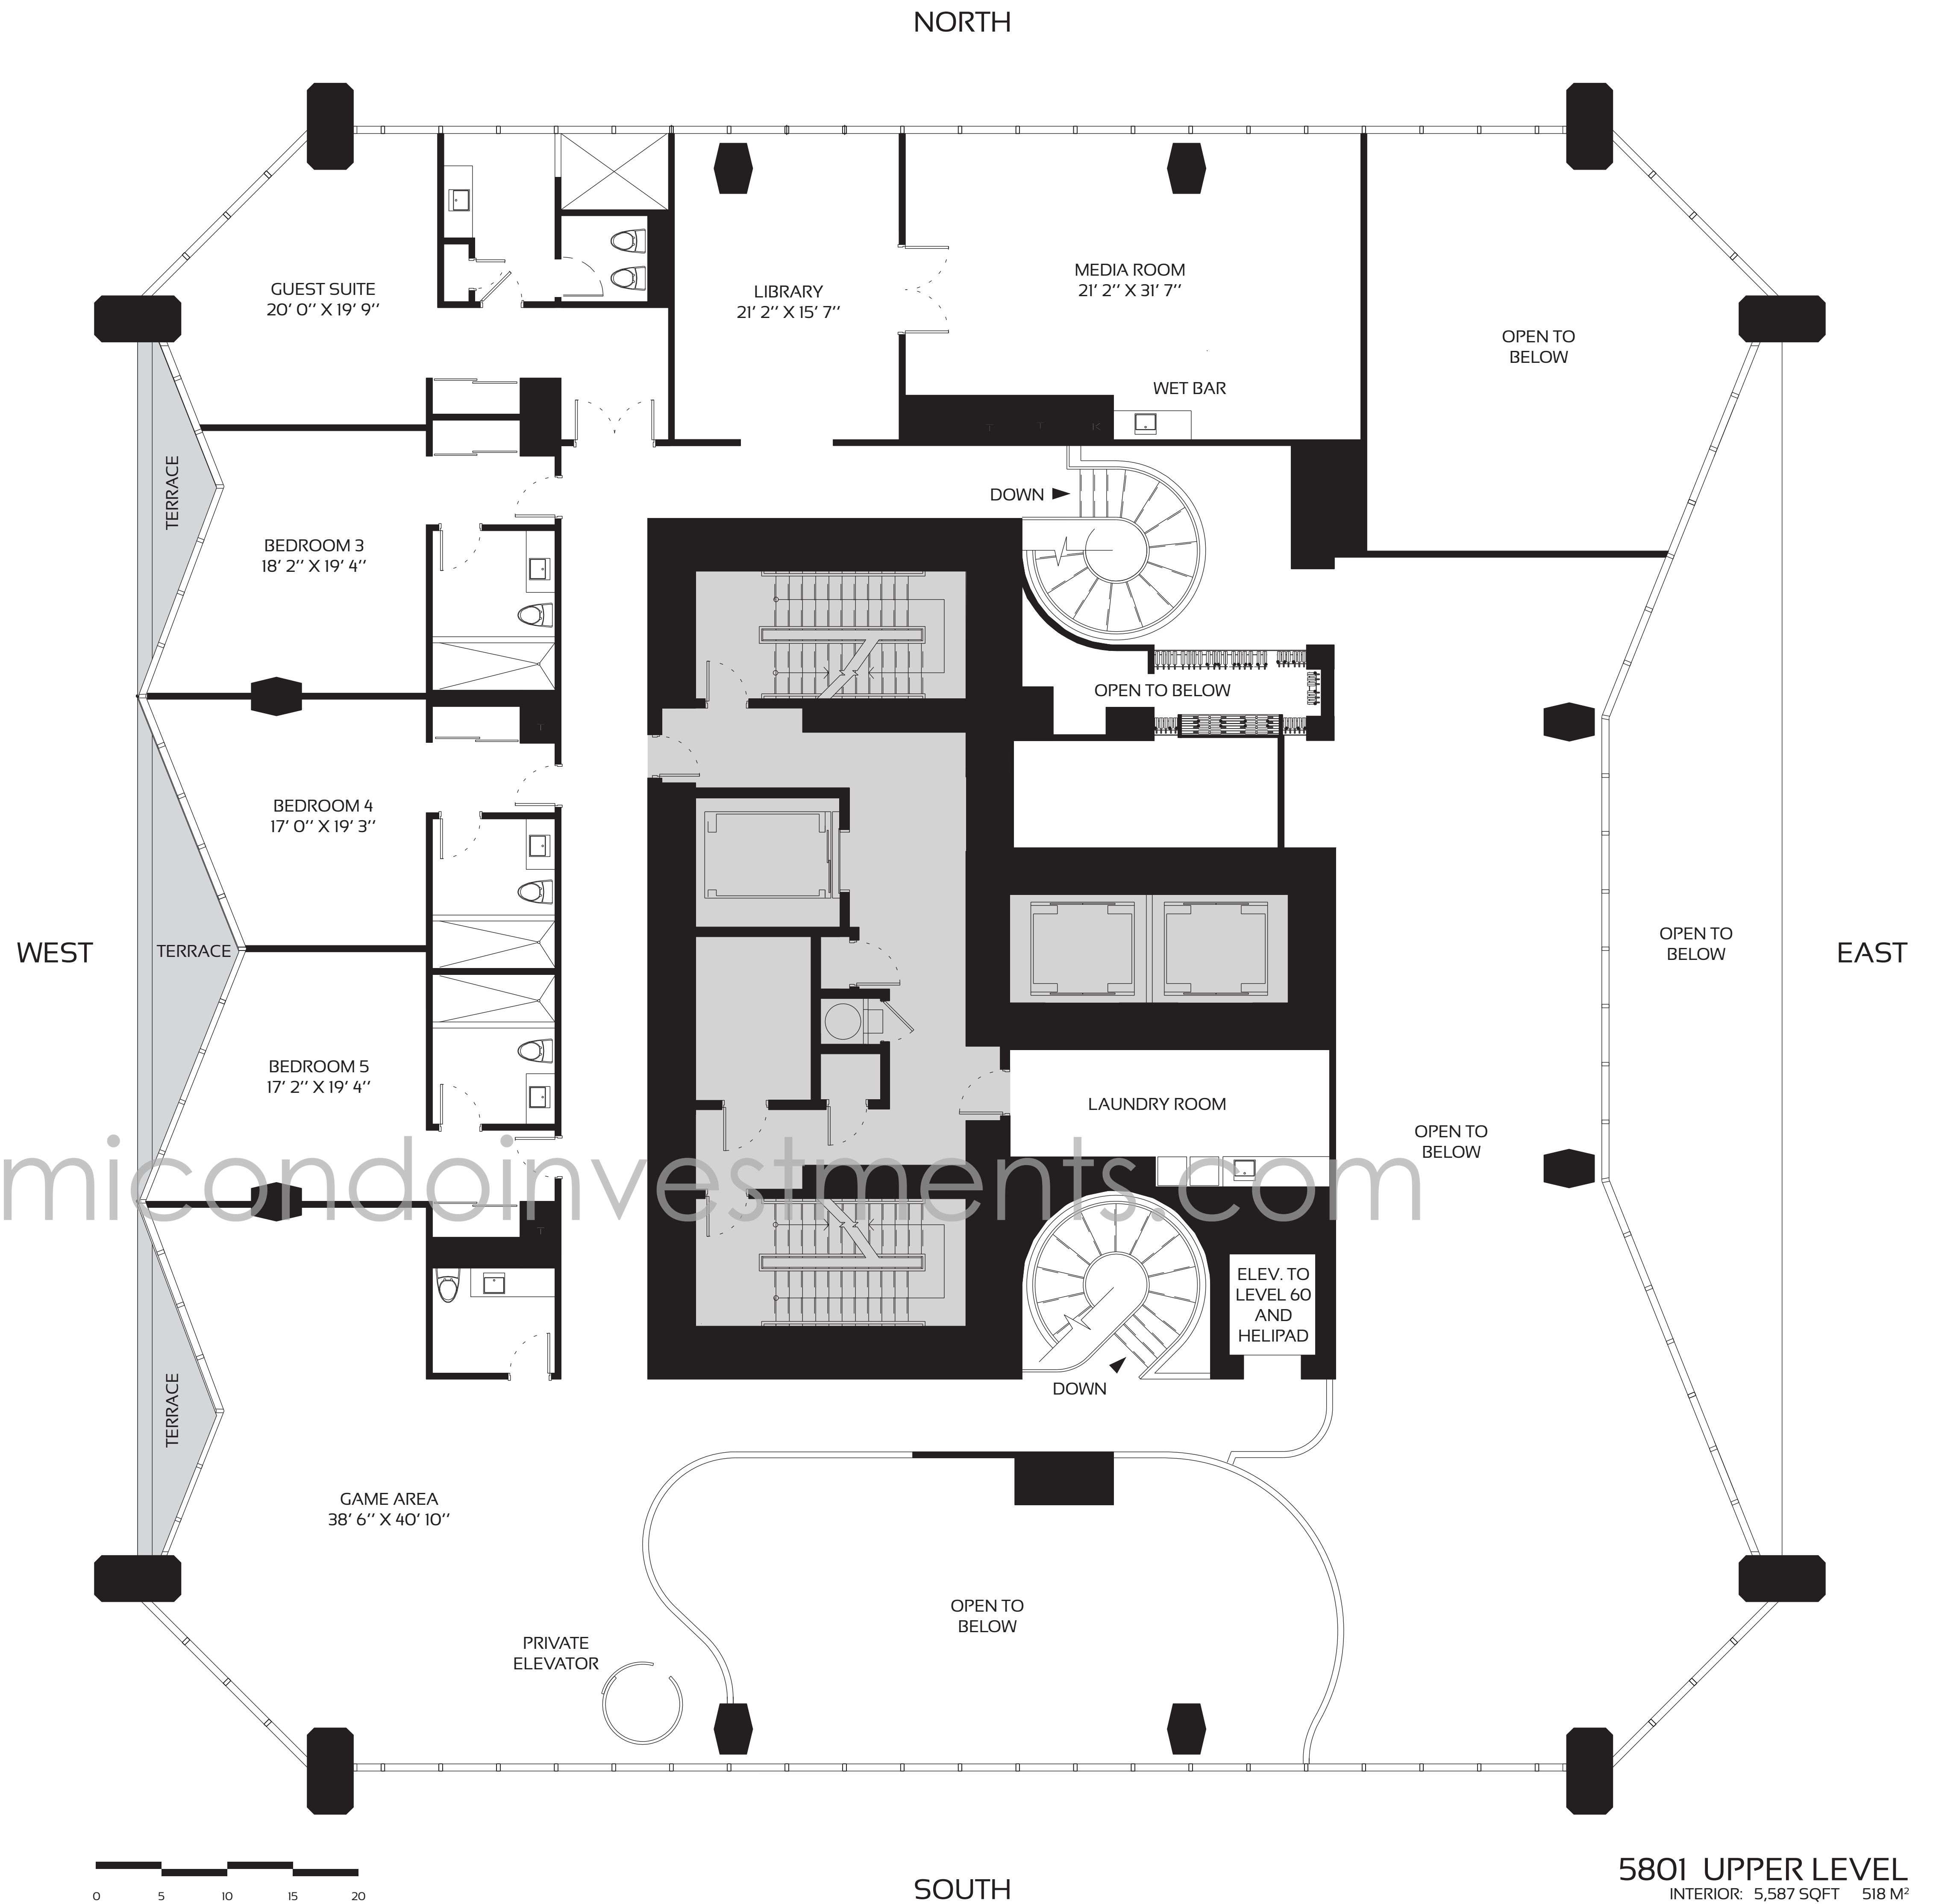 NORTH
GUEST SUITE
20' 0'' X 19' 9''
LIBRARY
21' 2'' X 15' 7''
MEDIA ROOM
21' 2'' X 31' 7''
WET BAR
OPEN TO
BELOW
TERRACE
DOWN
BEDROOM 3
18' 2'' X 19' 4''
OPEN TO BELOW
BEDROOM 4
17' 0'' X 19' 3''
WEST
TERRACE
OPEN TO
BELOW
EAST
BEDROOM 5
17' 2'' X 19' 4''
LAUNDRY ROOM
OPEN TO
BELOW
micondoinvestments.com
ELEV. TO
LEVEL 60
AND
HELIPAD
TERRACE
DOWN
GAME AREA
38' 6'' X 40' 10''
OPEN TO
BELOW
PRIVATE
ELEVATOR
0 5 10 15 20
SOUTH
5801 UPPER LEVEL
INTERIOR: 5,587 SQFT 518 M²